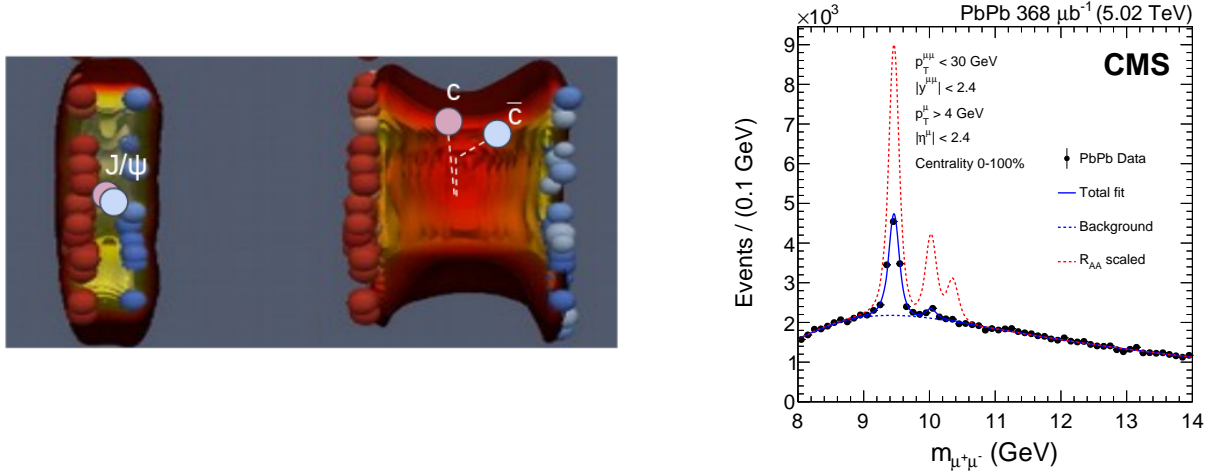 J/ψ
c
c̅
PbPb 368 μb⁻¹ (5.02 TeV)
×10³
CMS
p_T^μμ < 30 GeV
|y^μμ| < 2.4
p_T^μ > 4 GeV
|η^μ| < 2.4
Centrality 0-100%
PbPb Data
Total fit
Background
R_AA scaled
Events / (0.1 GeV)
9
8
7
6
5
4
3
2
1
0
8 9 10 11 12 13 14
m_μ⁺μ⁻ (GeV)